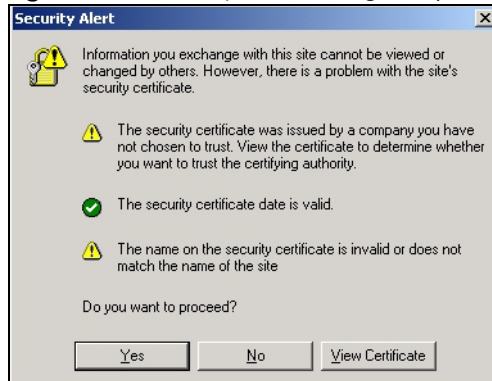 Security Alert
Information you exchange with this site cannot be viewed or
changed by others. However, there is a problem with the site's
security certificate.
The security certificate was issued by a company you have
not chosen to trust. View the certificate to determine whether
you want to trust the certifying authority.
The security certificate date is valid.
The name on the security certificate is invalid or does not
match the name of the site
Do you want to proceed?
Yes No View Certificate